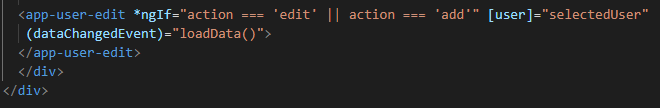 <app-user-edit *ngIf="action === 'edit' || action === 'add'" [user]="selectedUser"
(dataChangedEvent)="loadData()">
</app-user-edit>
</div>
</div>